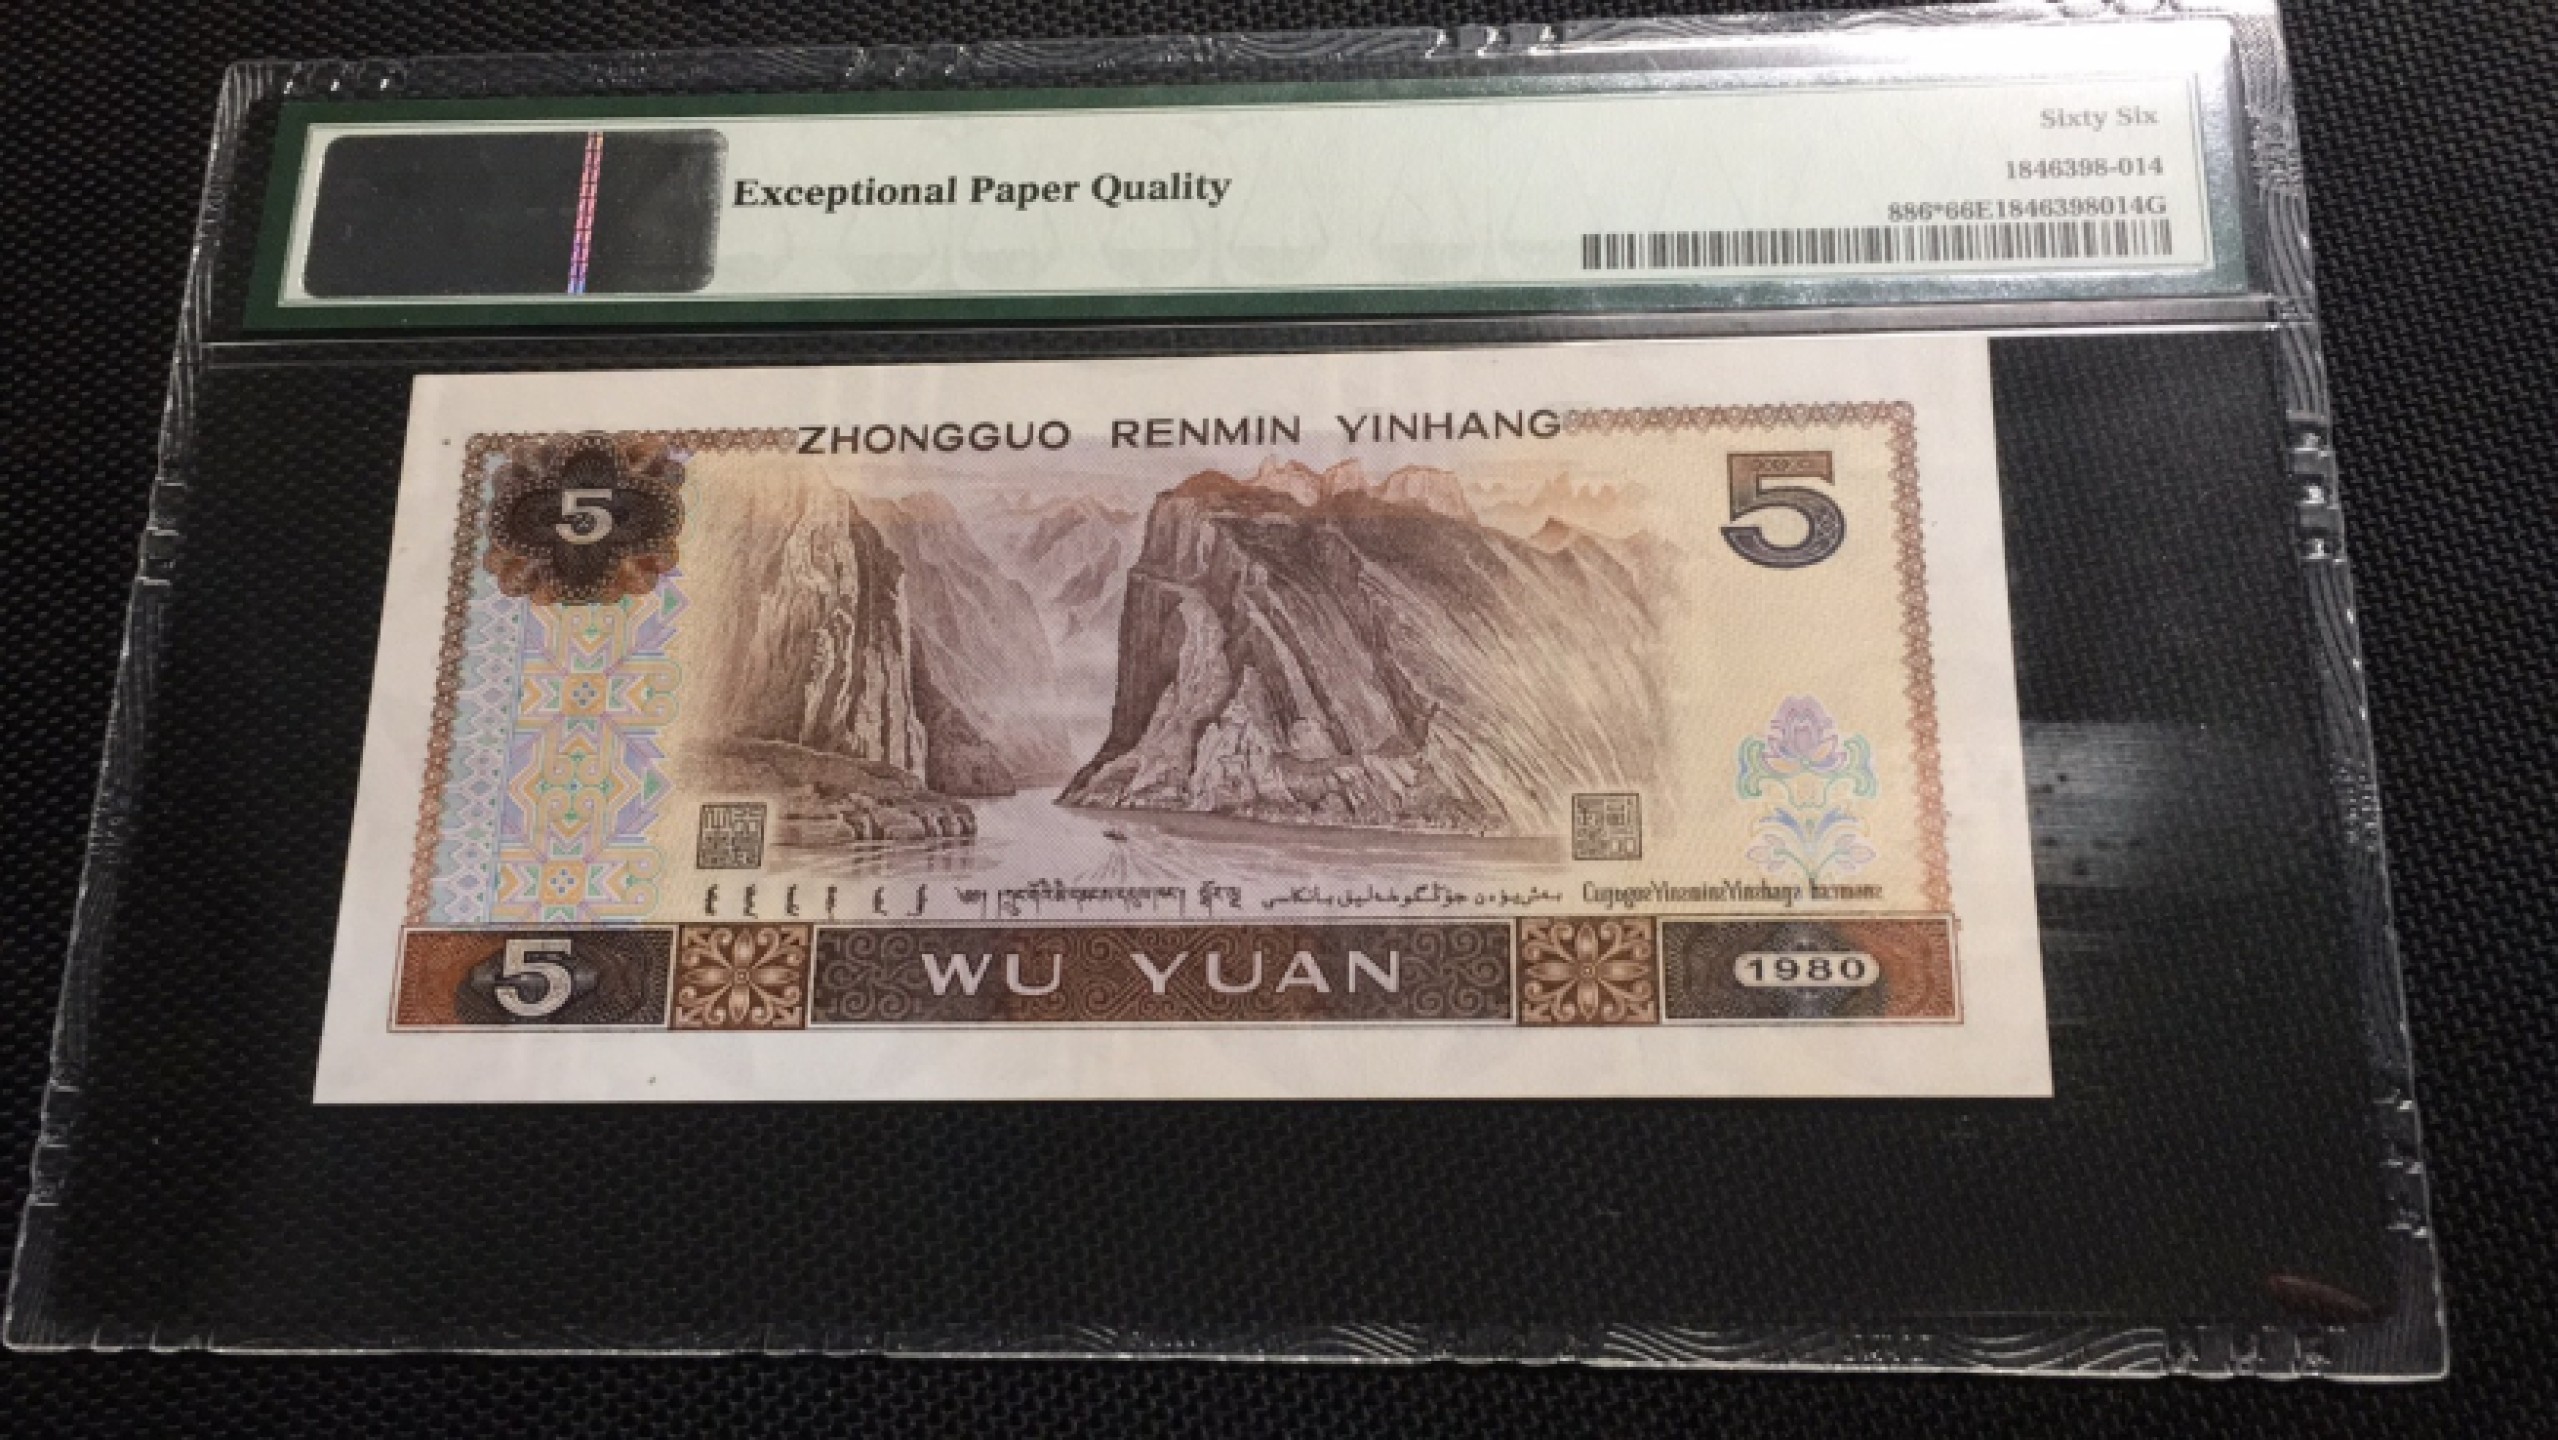 Sixty Six
1846398-014
Exceptional Paper Quality
886*66E1846398014G
ZHONGGUO RENMIN YINHANG
5
5
5
WU YUAN
1980